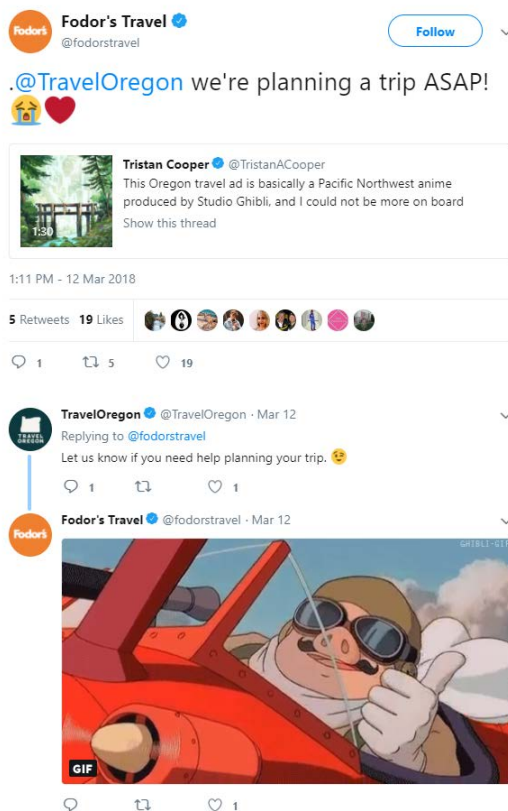 Fodor's
Fodor's Travel
@fodorstravel
Follow
.@TravelOregon we're planning a trip ASAP!
😭❤
1:30
Tristan Cooper @TristanACooper
This Oregon travel ad is basically a Pacific Northwest anime
produced by Studio Ghibli, and I could not be more on board
Show this thread
1:11 PM - 12 Mar 2018
5 Retweets 19 Likes
1 5 19
TRAVEL
OREGON
TravelOregon @TravelOregon · Mar 12
Replying to @fodorstravel
Let us know if you need help planning your trip. 😉
1 1
Fodor's
Fodor's Travel @fodorstravel · Mar 12
GIF
1